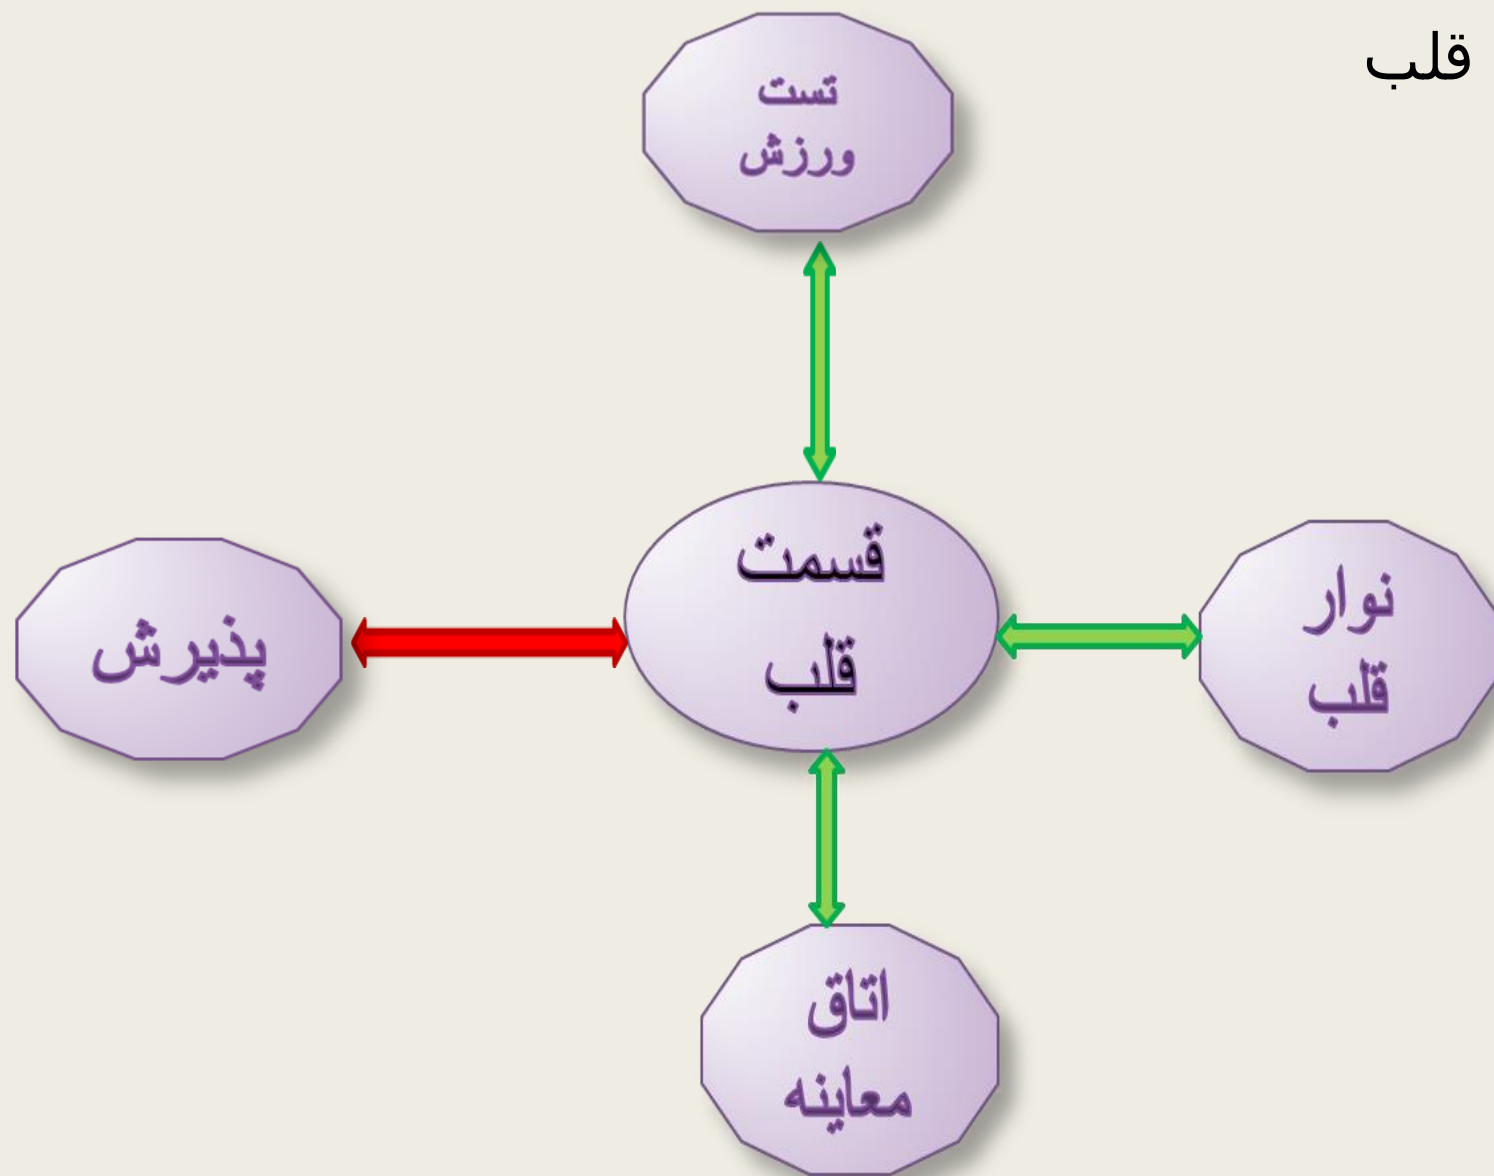 قلب
تست
ورزش
قسمت
قلب
نوار
قلب
پذیرش
اتاق
معاینه